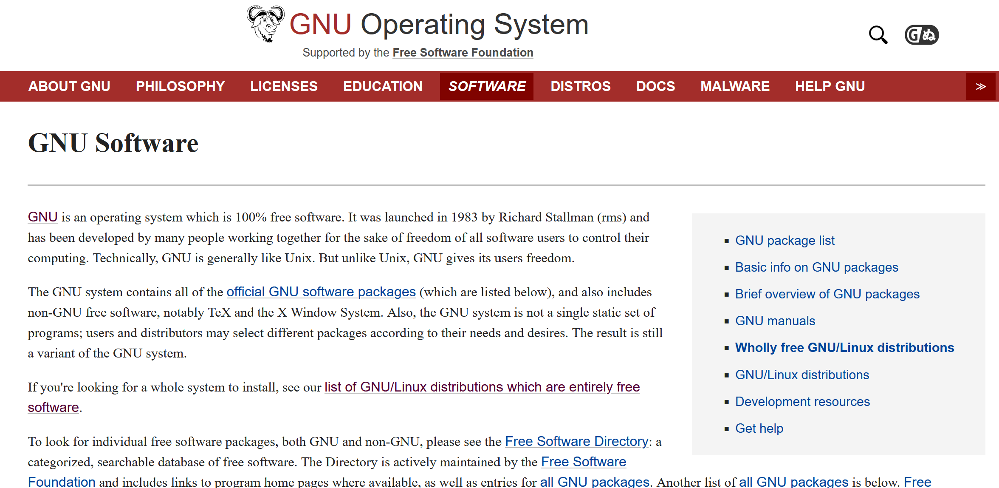 GNU Operating System
Supported by the Free Software Foundation
G/ぬ
ABOUT GNU PHILOSOPHY LICENSES EDUCATION SOFTWARE DISTROS DOCS MALWARE HELP GNU ≫
GNU Software
GNU is an operating system which is 100% free software. It was launched in 1983 by Richard Stallman (rms) and
has been developed by many people working together for the sake of freedom of all software users to control their
computing. Technically, GNU is generally like Unix. But unlike Unix, GNU gives its users freedom.
The GNU system contains all of the official GNU software packages (which are listed below), and also includes
non-GNU free software, notably TeX and the X Window System. Also, the GNU system is not a single static set of
programs; users and distributors may select different packages according to their needs and desires. The result is still
a variant of the GNU system.
If you're looking for a whole system to install, see our list of GNU/Linux distributions which are entirely free
software.
To look for individual free software packages, both GNU and non-GNU, please see the Free Software Directory: a
categorized, searchable database of free software. The Directory is actively maintained by the Free Software
Foundation and includes links to program home pages where available, as well as entries for all GNU packages. Another list of all GNU packages is below. Free
GNU package list
Basic info on GNU packages
Brief overview of GNU packages
GNU manuals
Wholly free GNU/Linux distributions
GNU/Linux distributions
Development resources
Get help